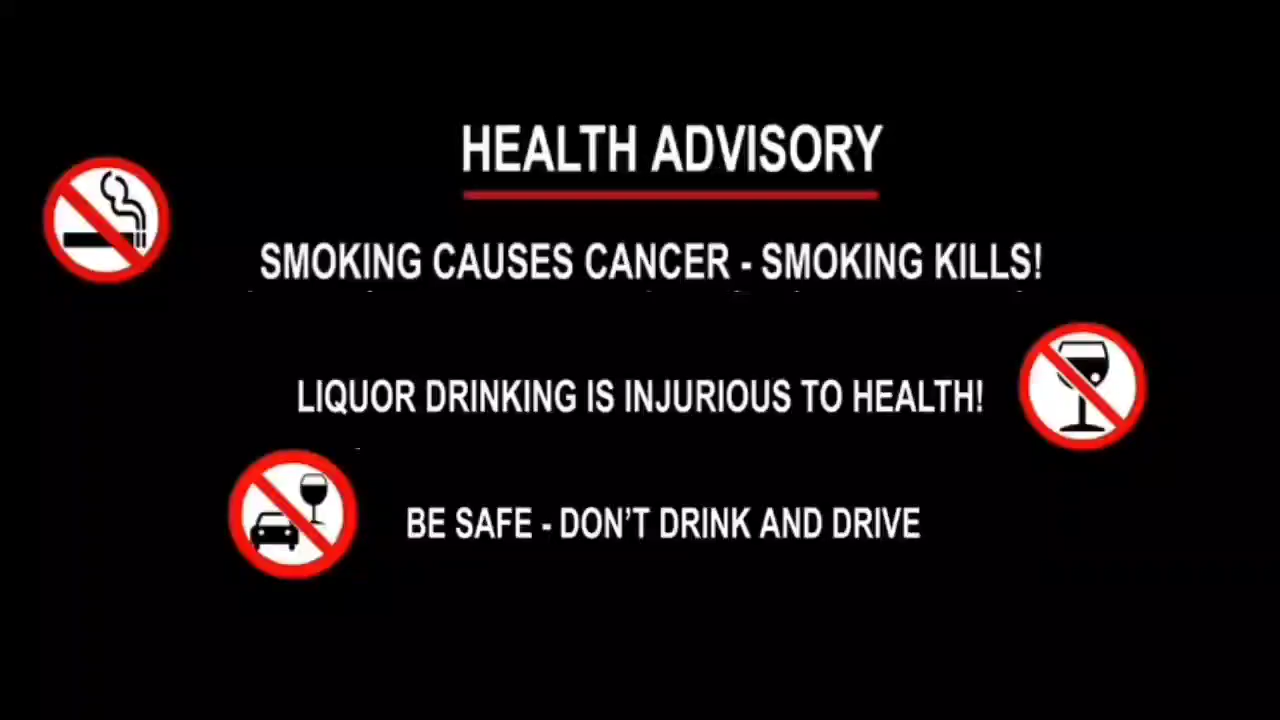 HEALTH ADVISORY
SMOKING CAUSES CANCER - SMOKING KILLS!
LIQUOR DRINKING IS INJURIOUS TO HEALTH!
BE SAFE - DON’T DRINK AND DRIVE